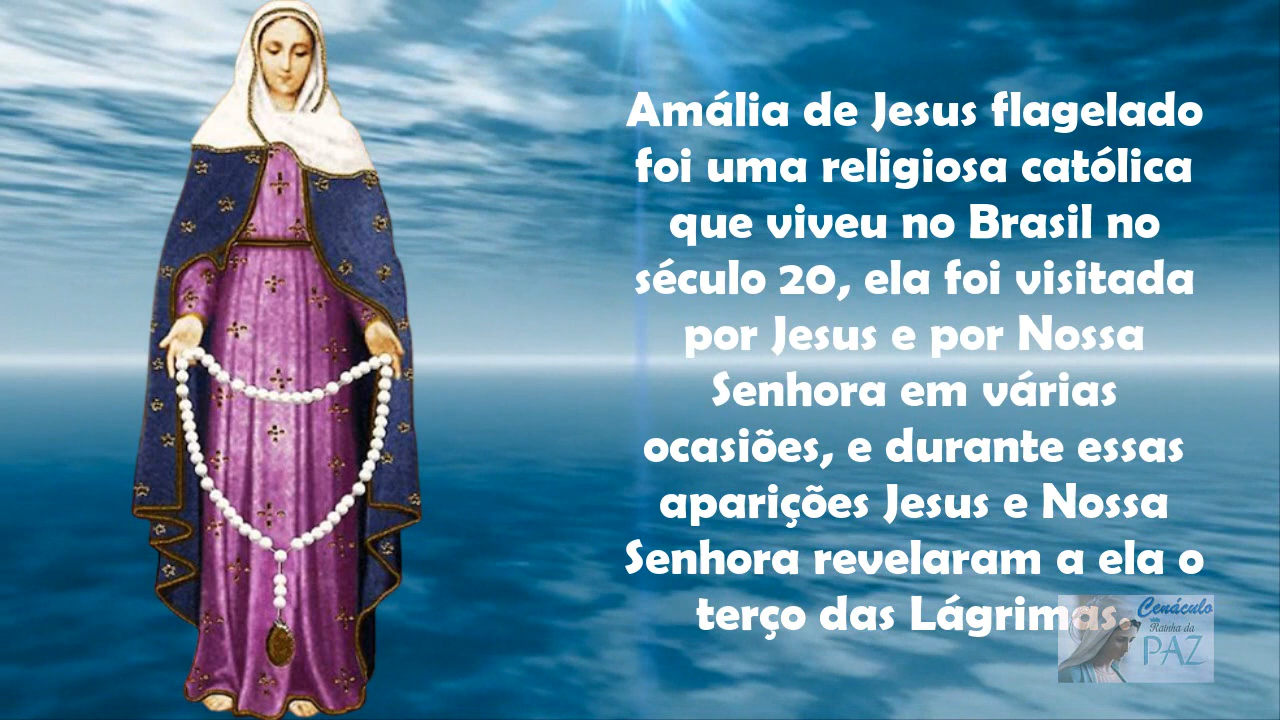 Amália de Jesus flagelado
foi uma religiosa católica
que viveu no Brasil no
século 20, ela foi visitada
por Jesus e por Nossa
Senhora em várias
ocasiões, e durante essas
aparições Jesus e Nossa
Senhora revelaram a ela o
terço das Lágrimas.
Cenáculo
Rainha da
PAZ